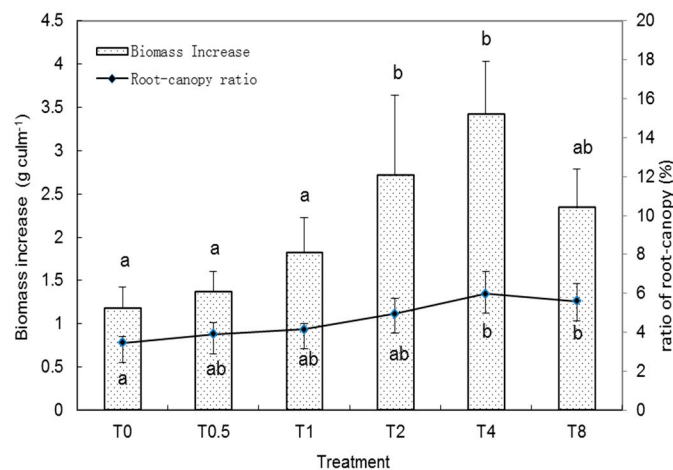 4.5
4
3.5
3
2.5
2
1.5
1
0.5
0
Biomass increase (g culm⁻¹)
Biomass Increase
Root-canopy ratio
a
a
a
b
b
ab
a
ab
ab
ab
b
b
T0
T0.5
T1
T2
T4
T8
Treatment
20
18
16
14
12
10
8
6
4
2
0
ratio of root-canopy (%)